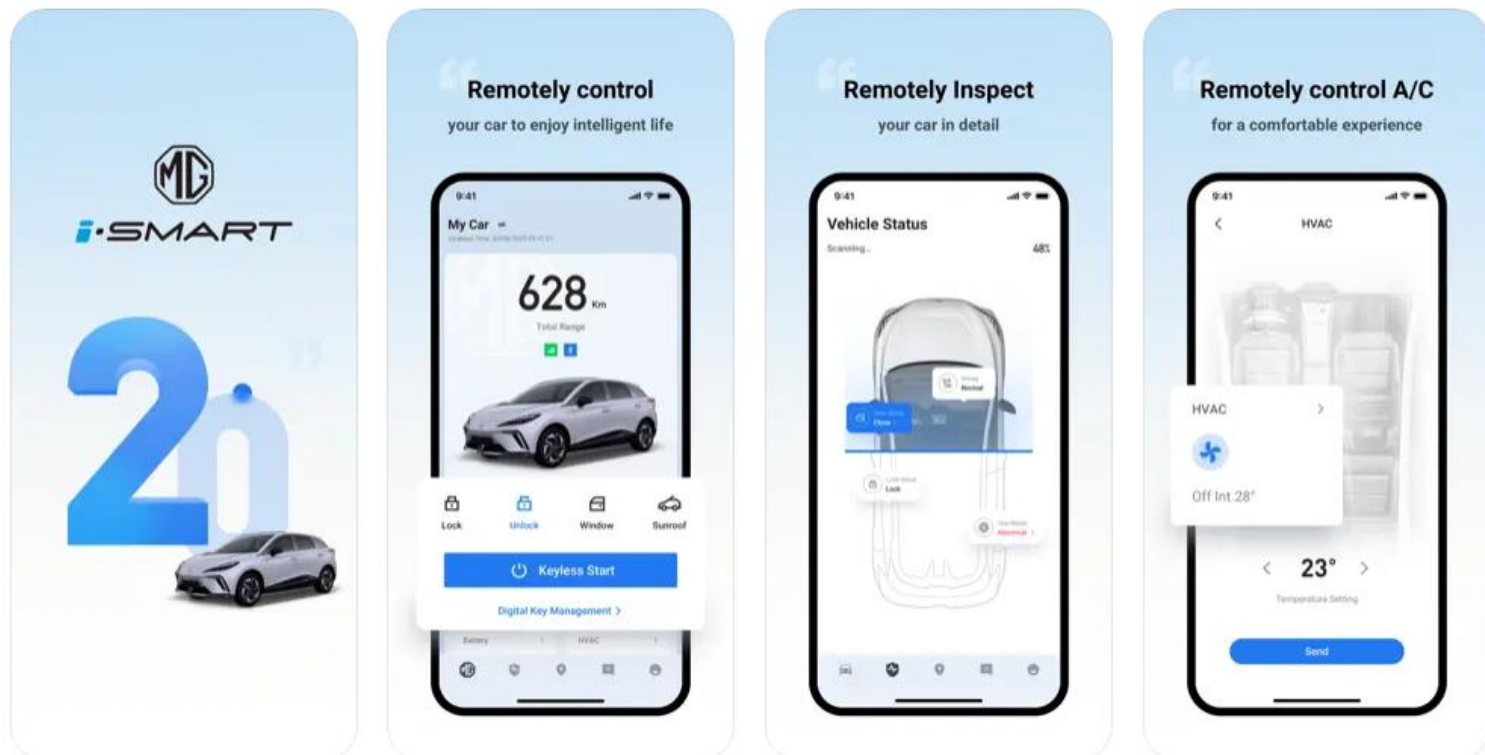 MG
i·SMART
20
Remotely control
your car to enjoy intelligent life
9:41
My Car
628 Km
Total Range
Lock
Unlock
Window
Sunroof
Keyless Start
Digital Key Management >
Battery
HVAC
Remotely Inspect
your car in detail
9:41
Vehicle Status
Scanning...
48%
Normal
Close
Lock
Abnormal
Remotely control A/C
for a comfortable experience
9:41
HVAC
HVAC
Off Int.28°
23°
Temperature Setting
Send